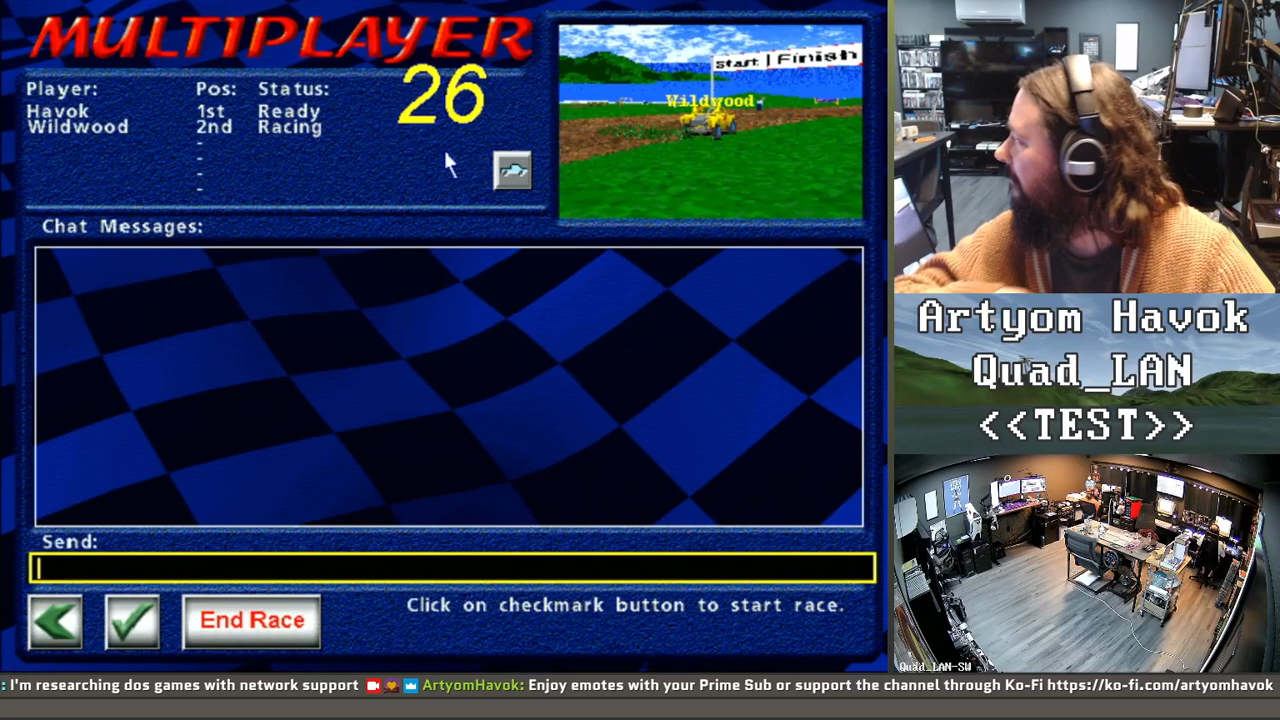 MULTIPLAYER
Player: Pos: Status:
Havok 1st Ready
Wildwood 2nd Racing
-
-
-
-
26
Start | Finish
Wildwood
Chat Messages:
Send:
End Race
Click on checkmark button to start race.
Artyom Havok
Quad_LAN
<<TEST>>
Quad_LAN-SW
: I'm researching dos games with network support ArtyomHavok: Enjoy emotes with your Prime Sub or support the channel through Ko-Fi https://ko-fi.com/artyomhavok